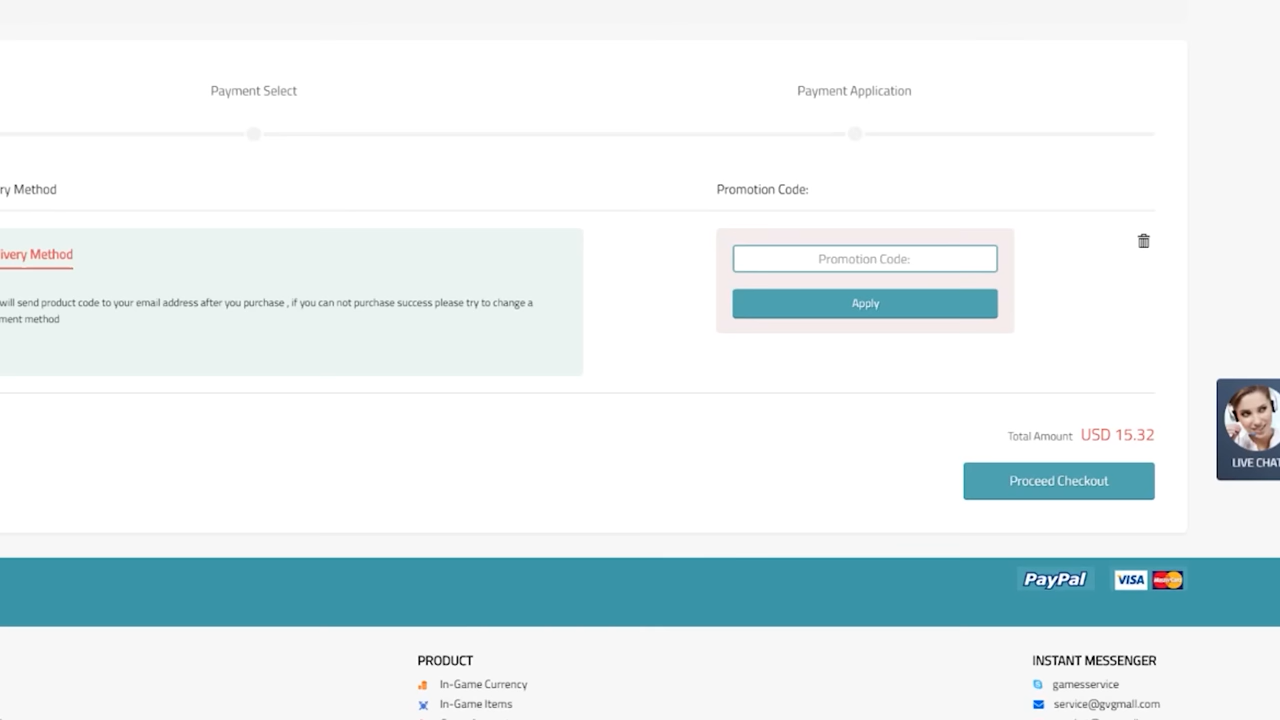 Payment Select
Payment Application
ry Method
Promotion Code:
ivery Method
Promotion Code:
will send product code to your email address after you purchase , if you can not purchase success please try to change a
Apply
ment method
Total Amount USD 15.32
LIVE CHAT
Proceed Checkout
PayPal VISA MasterCard
PRODUCT
INSTANT MESSENGER
In-Game Currency
gamesservice
In-Game Items
service@gvgmall.com